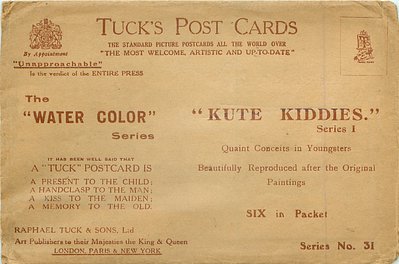 TUCK'S POST CARDS
THE STANDARD PICTURE POSTCARDS ALL THE WORLD OVER
"THE MOST WELCOME, ARTISTIC AND UP-TO-DATE"
By Appointment
"Unapproachable"
Is the verdict of the ENTIRE PRESS
The
"WATER COLOR"
Series
IT HAS BEEN WELL SAID THAT
A "TUCK" POSTCARD IS
A PRESENT TO THE CHILD;
A HANDCLASP TO THE MAN;
A KISS TO THE MAIDEN;
A MEMORY TO THE OLD.
RAPHAEL TUCK & SONS, Ltd
Art Publishers to their Majesties the King & Queen
LONDON, PARIS & NEW YORK
"KUTE KIDDIES."
Series I
Quaint Conceits in Youngsters
Beautifully Reproduced after the Original
Paintings
SIX in Packet
Series No. 31